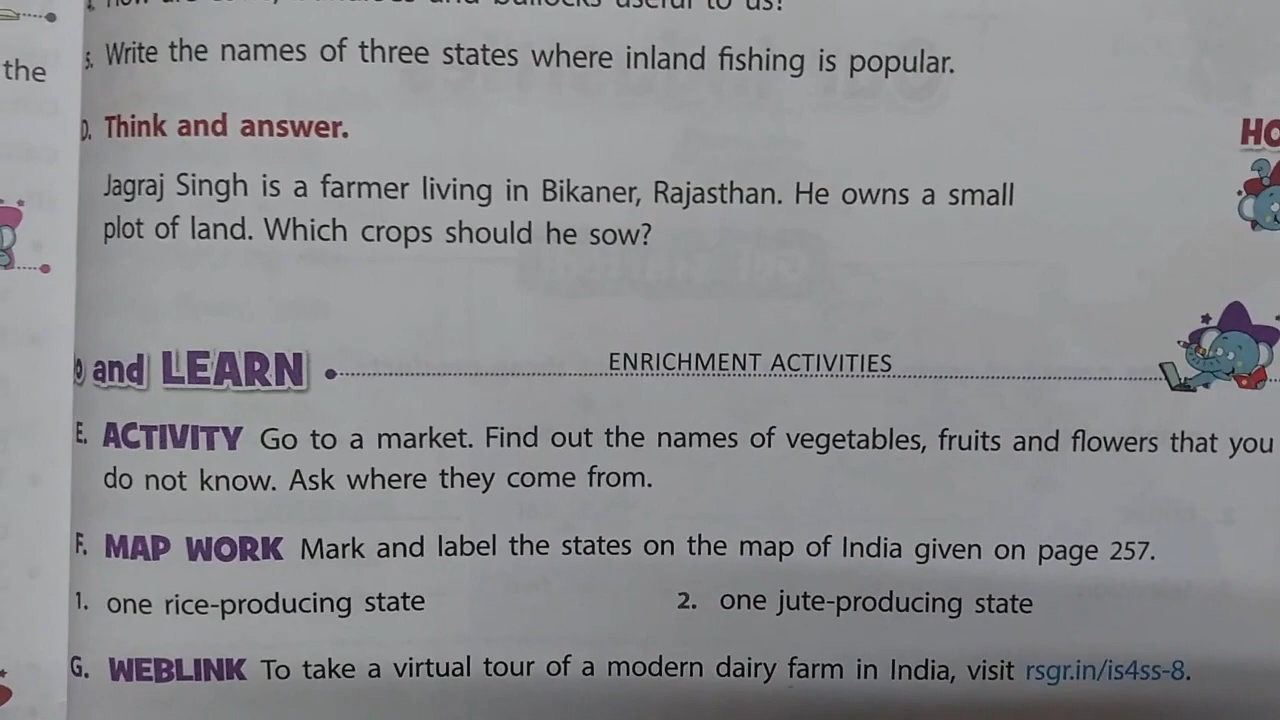 useful to us?
the
5. Write the names of three states where inland fishing is popular.
D. Think and answer.
HO
Jagraj Singh is a farmer living in Bikaner, Rajasthan. He owns a small
plot of land. Which crops should he sow?
and LEARN
ENRICHMENT ACTIVITIES
E. ACTIVITY Go to a market. Find out the names of vegetables, fruits and flowers that you
do not know. Ask where they come from.
F. MAP WORK Mark and label the states on the map of India given on page 257.
1. one rice-producing state 2. one jute-producing state
G. WEBLINK To take a virtual tour of a modern dairy farm in India, visit rsgr.in/is4ss-8.